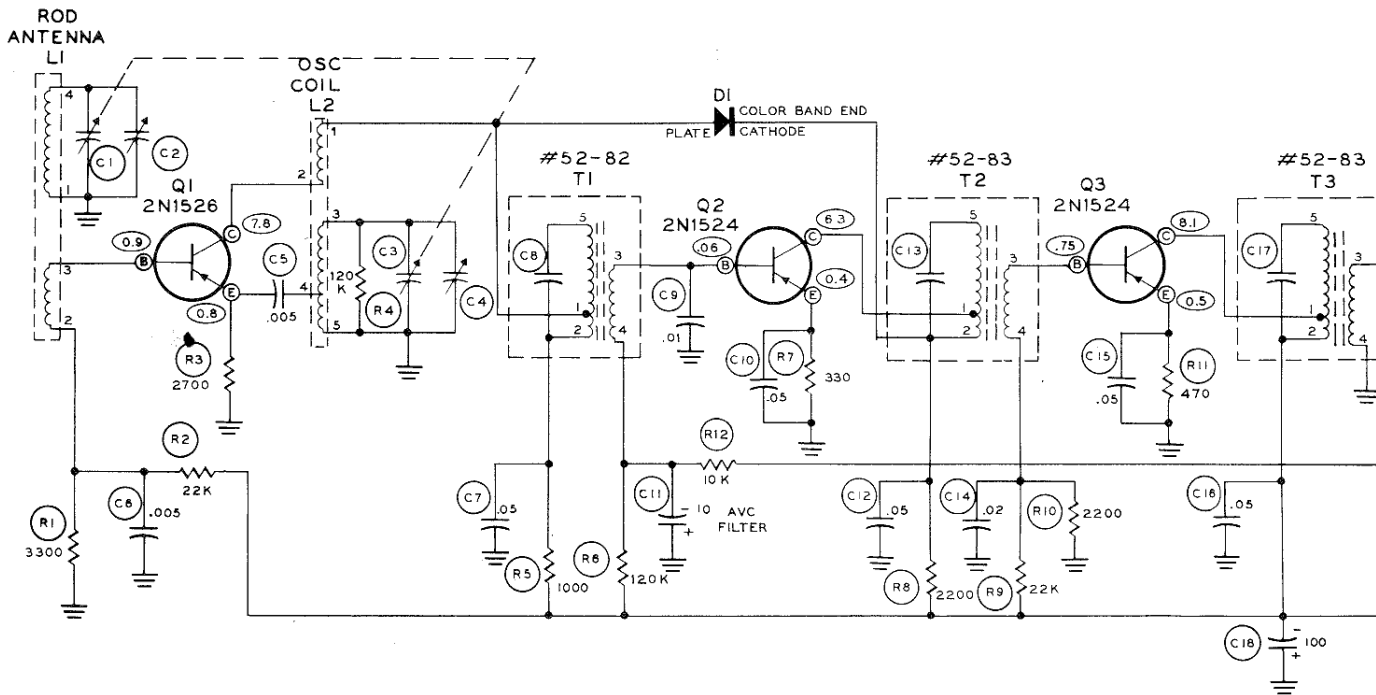 ROD
ANTENNA
L1
OSC
COIL
L2
4
1
3
2
C1
C2
Q1
2N1526
0.9
B
C
7.8
E
0.8
C5
.005
1
2
3
4
5
120
K
R4
C3
C4
R3
2700
R2
22K
R1
3300
C6
.005
D1
PLATE
COLOR BAND END
CATHODE
#52-82
T1
C8
5
1
2
3
4
C9
.01
Q2
2N1524
.06
B
C
6.3
E
0.4
C10
.05
R7
330
R12
10K
C7
.05
R5
1000
R6
120K
C11
-
10
+
AVC
FILTER
#52-83
T2
C13
5
1
2
3
4
Q3
2N1524
.75
B
C
8.1
E
0.5
C15
.05
R11
470
C12
.05
C14
.02
R10
2200
R8
2200
R9
22K
#52-83
T3
C17
5
1
2
3
4
C16
.05
C18
-
100
+